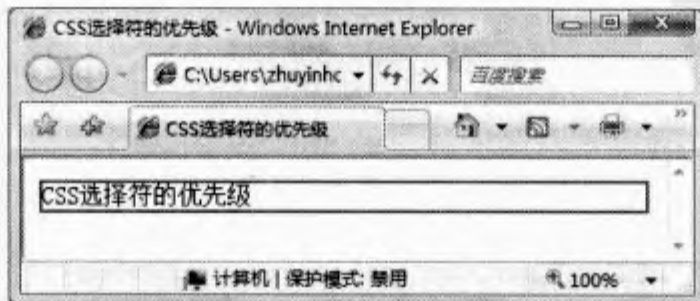 CSS选择符的优先级 - Windows Internet Explorer
C:\Users\zhuyinhc 百度搜索
CSS选择符的优先级
CSS选择符的优先级
计算机 | 保护模式: 禁用 100%